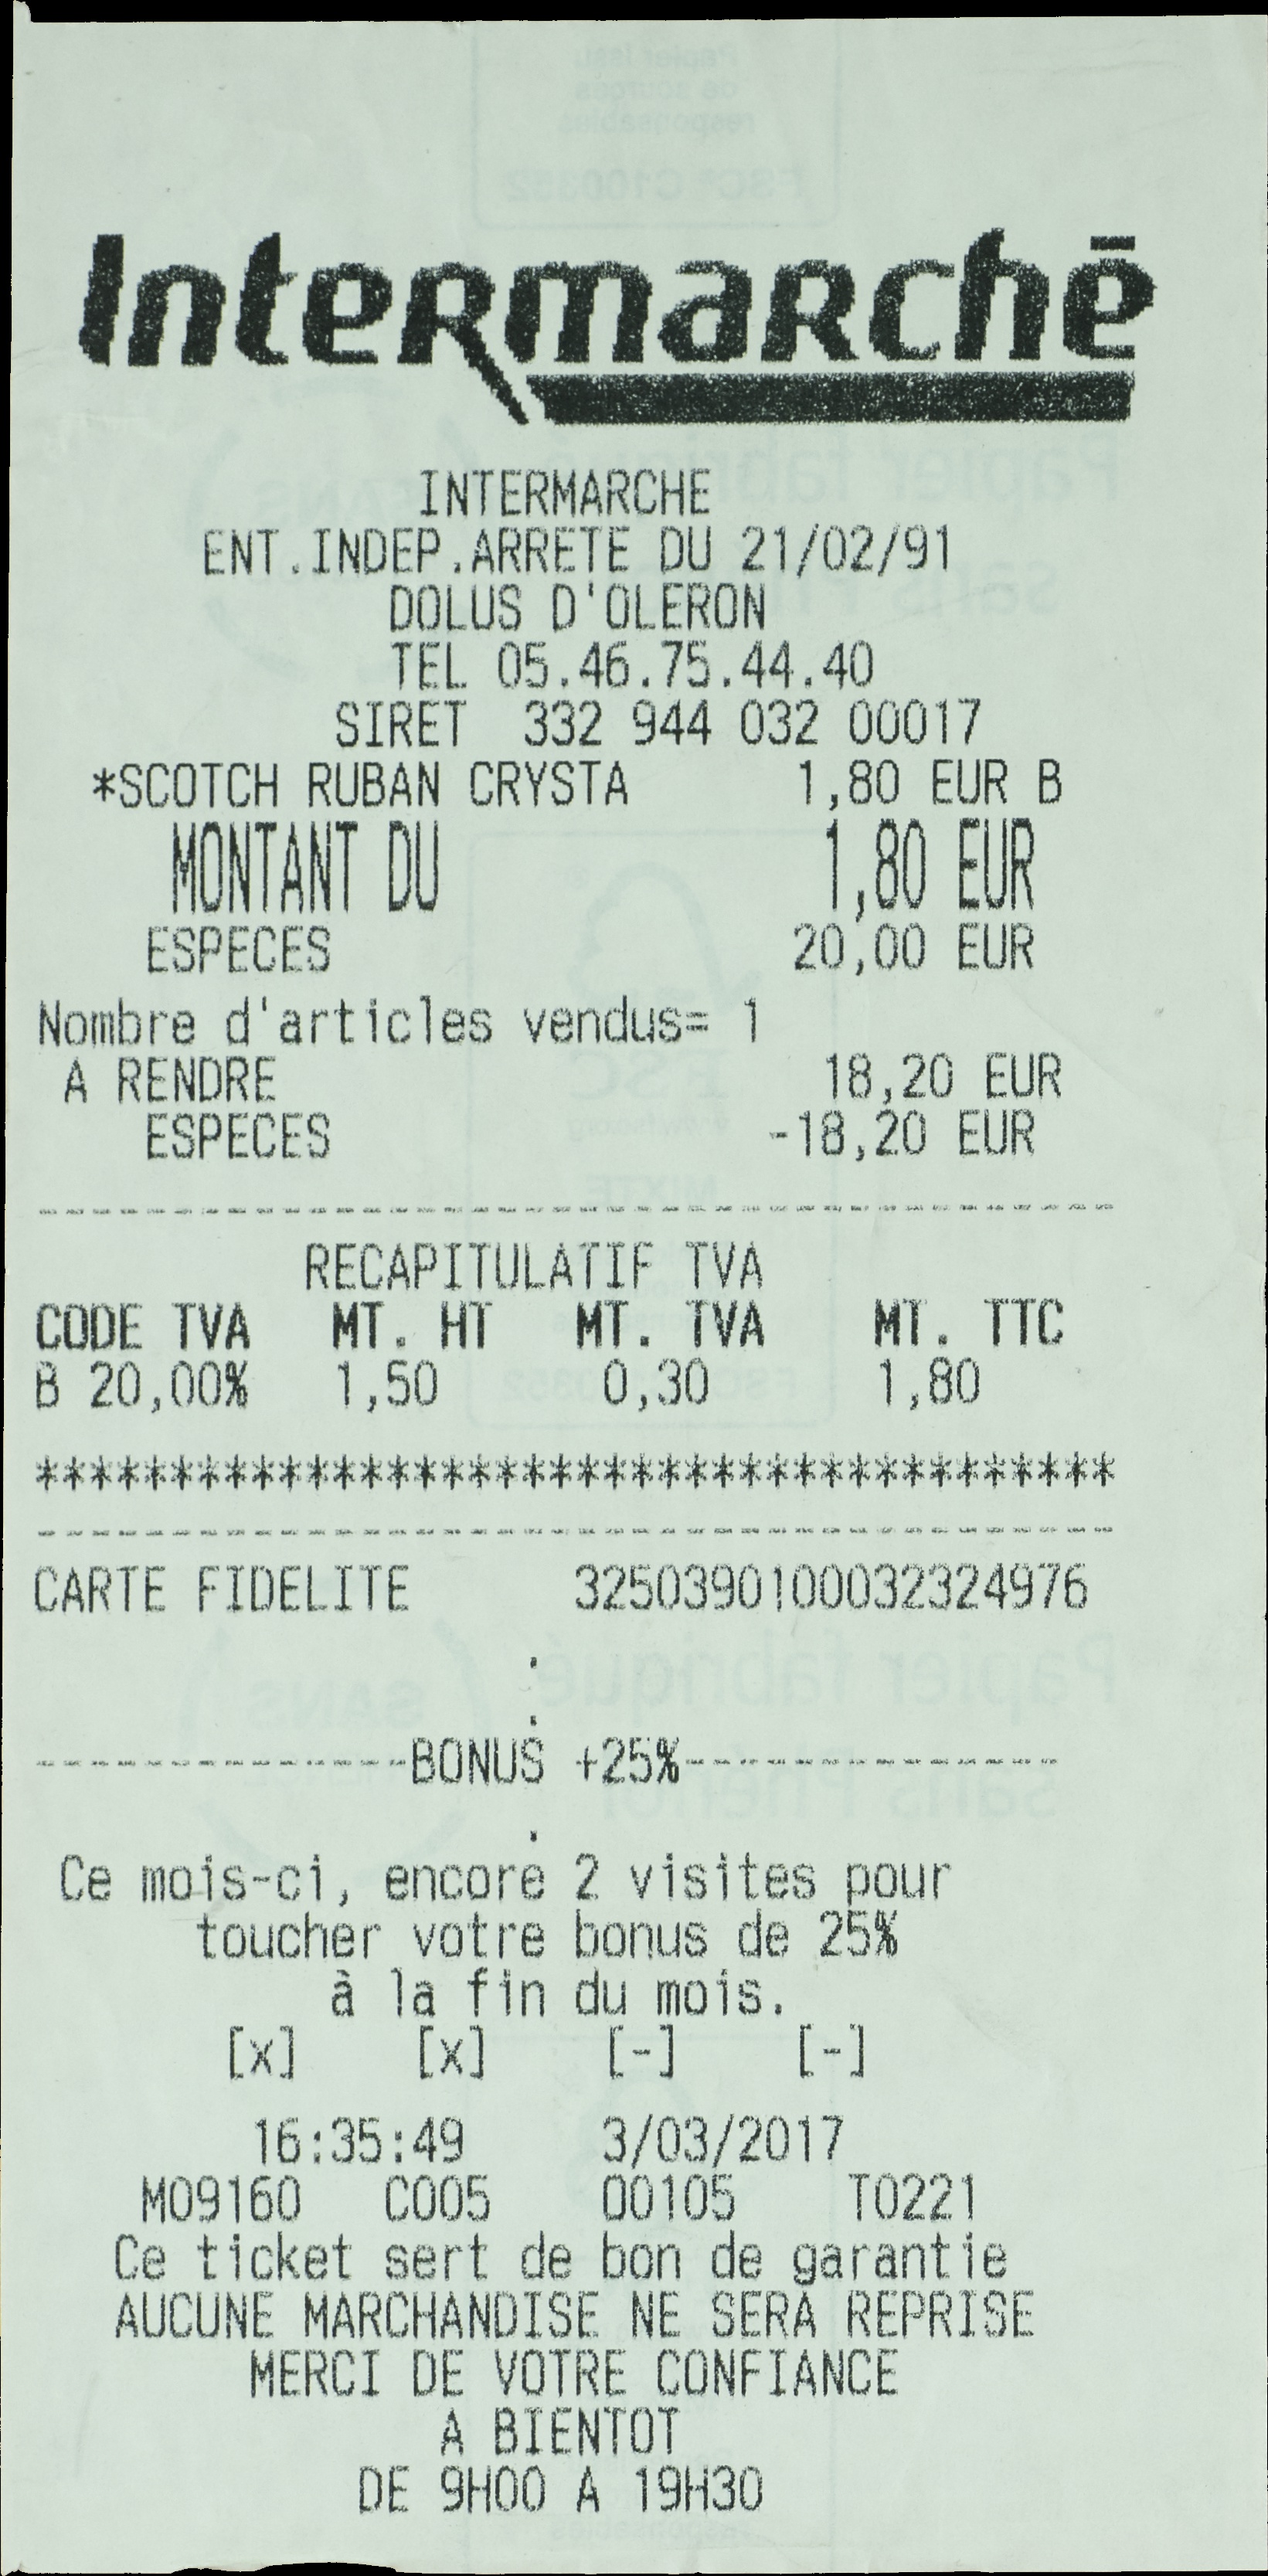 Intermarché
INTERMARCHE
ENT.INDEP.ARRETE DU 21/02/91
DOLUS D'OLERON
TEL 05.46.75.44.40
SIRET 332 944 032 00017
*SCOTCH RUBAN CRYSTA 1,80 EUR B
MONTANT DU 1,80 EUR
ESPECES 20,00 EUR
Nombre d'articles vendus= 1
A RENDRE 18,20 EUR
ESPECES -18,20 EUR
----------------------------------------
RECAPITULATIF TVA
CODE TVA MT. HT MT. TVA MT. TTC
B 20,00% 1,50 0,30 1,80
****************************************
----------------------------------------
CARTE FIDELITE 3250390100032324976
.
.
--------------BONUS +25%--------------
.
Ce mois-ci, encore 2 visites pour
toucher votre bonus de 25%
à la fin du mois.
[x] [x] [-] [-]
16:35:49 3/03/2017
M09160 C005 00105 T0221
Ce ticket sert de bon de garantie
AUCUNE MARCHANDISE NE SERA REPRISE
MERCI DE VOTRE CONFIANCE
A BIENTOT
DE 9H00 A 19H30